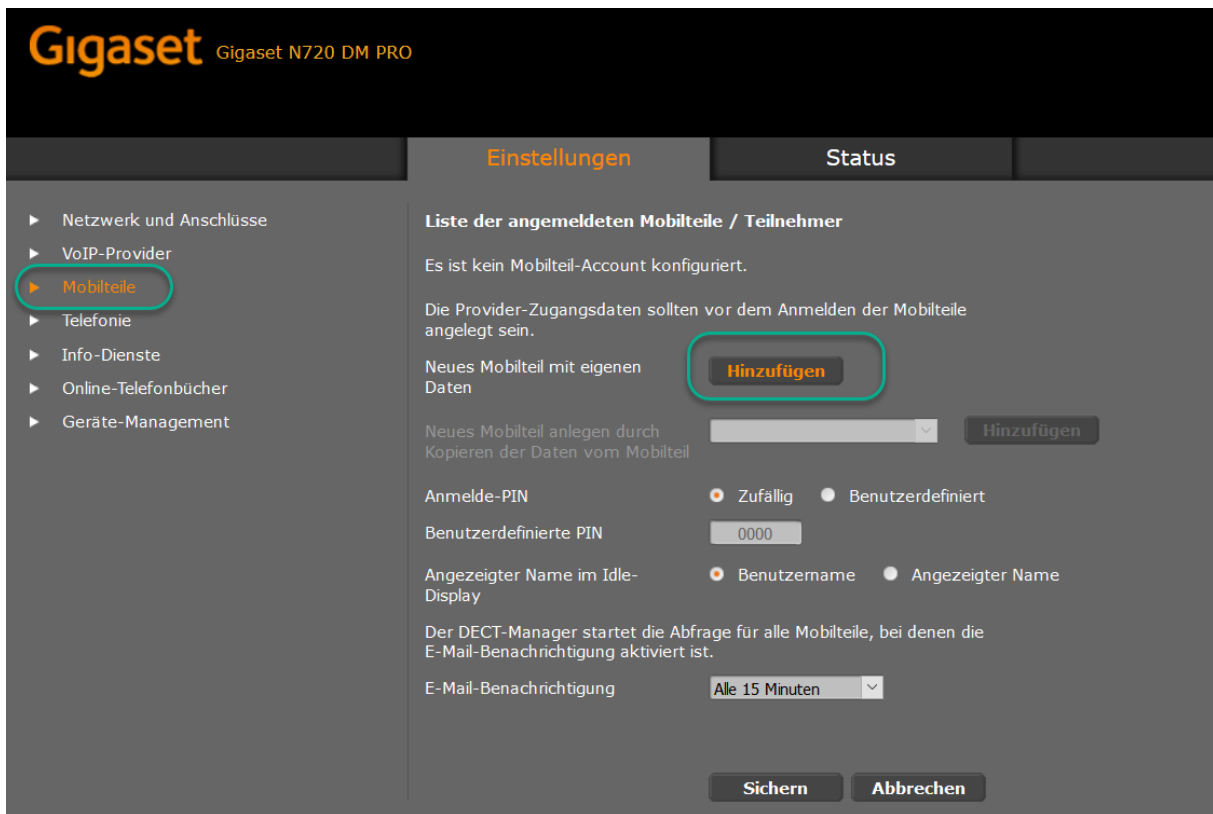 Gigaset Gigaset N720 DM PRO
Einstellungen Status
Netzwerk und Anschlüsse
VoIP-Provider
Mobilteile
Telefonie
Info-Dienste
Online-Telefonbücher
Geräte-Management
Liste der angemeldeten Mobilteile / Teilnehmer
Es ist kein Mobilteil-Account konfiguriert.
Die Provider-Zugangsdaten sollten vor dem Anmelden der Mobilteile
angelegt sein.
Neues Mobilteil mit eigenen
Daten
Hinzufügen
Neues Mobilteil anlegen durch
Kopieren der Daten vom Mobilteil
Hinzufügen
Anmelde-PIN Zufällig Benutzerdefiniert
Benutzerdefinierte PIN 0000
Angezeigter Name im Idle-
Display
Benutzername Angezeigter Name
Der DECT-Manager startet die Abfrage für alle Mobilteile, bei denen die
E-Mail-Benachrichtigung aktiviert ist.
E-Mail-Benachrichtigung Alle 15 Minuten
Sichern Abbrechen